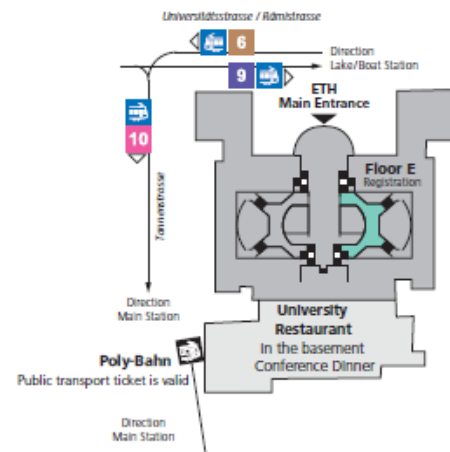 Universitätsstrasse / Rämistrasse
6
Direction
Lake/Boat Station
9
ETH
Main Entrance
10
Floor E
Registration
Tannenstrasse
Direction
Main Station
University
Restaurant
In the basement
Conference Dinner
Poly-Bahn
Public transport ticket is valid
Direction
Main Station